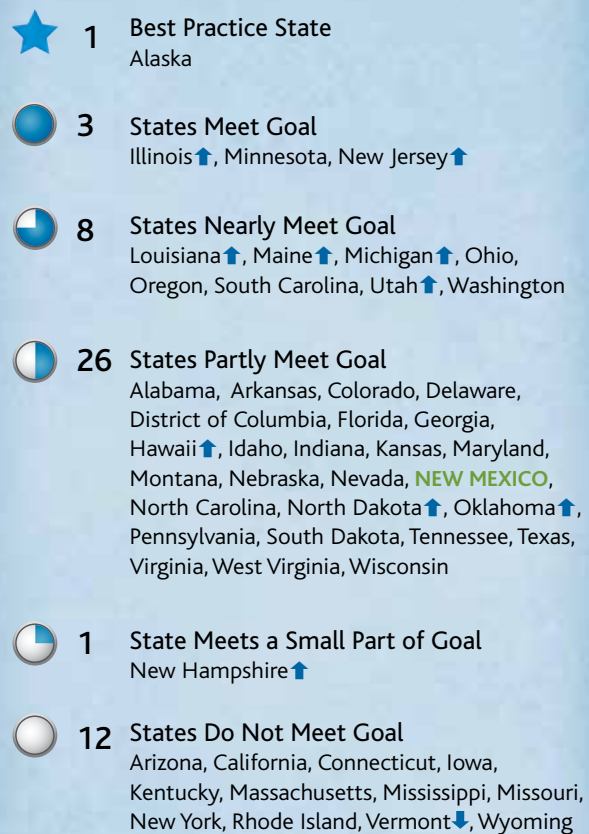 1 Best Practice State
Alaska
3 States Meet Goal
Illinois⬆, Minnesota, New Jersey⬆
8 States Nearly Meet Goal
Louisiana⬆, Maine⬆, Michigan⬆, Ohio,
Oregon, South Carolina, Utah⬆, Washington
26 States Partly Meet Goal
Alabama, Arkansas, Colorado, Delaware,
District of Columbia, Florida, Georgia,
Hawaii⬆, Idaho, Indiana, Kansas, Maryland,
Montana, Nebraska, Nevada, NEW MEXICO,
North Carolina, North Dakota⬆, Oklahoma⬆,
Pennsylvania, South Dakota, Tennessee, Texas,
Virginia, West Virginia, Wisconsin
1 State Meets a Small Part of Goal
New Hampshire⬆
12 States Do Not Meet Goal
Arizona, California, Connecticut, Iowa,
Kentucky, Massachusetts, Mississippi, Missouri,
New York, Rhode Island, Vermont⬇, Wyoming